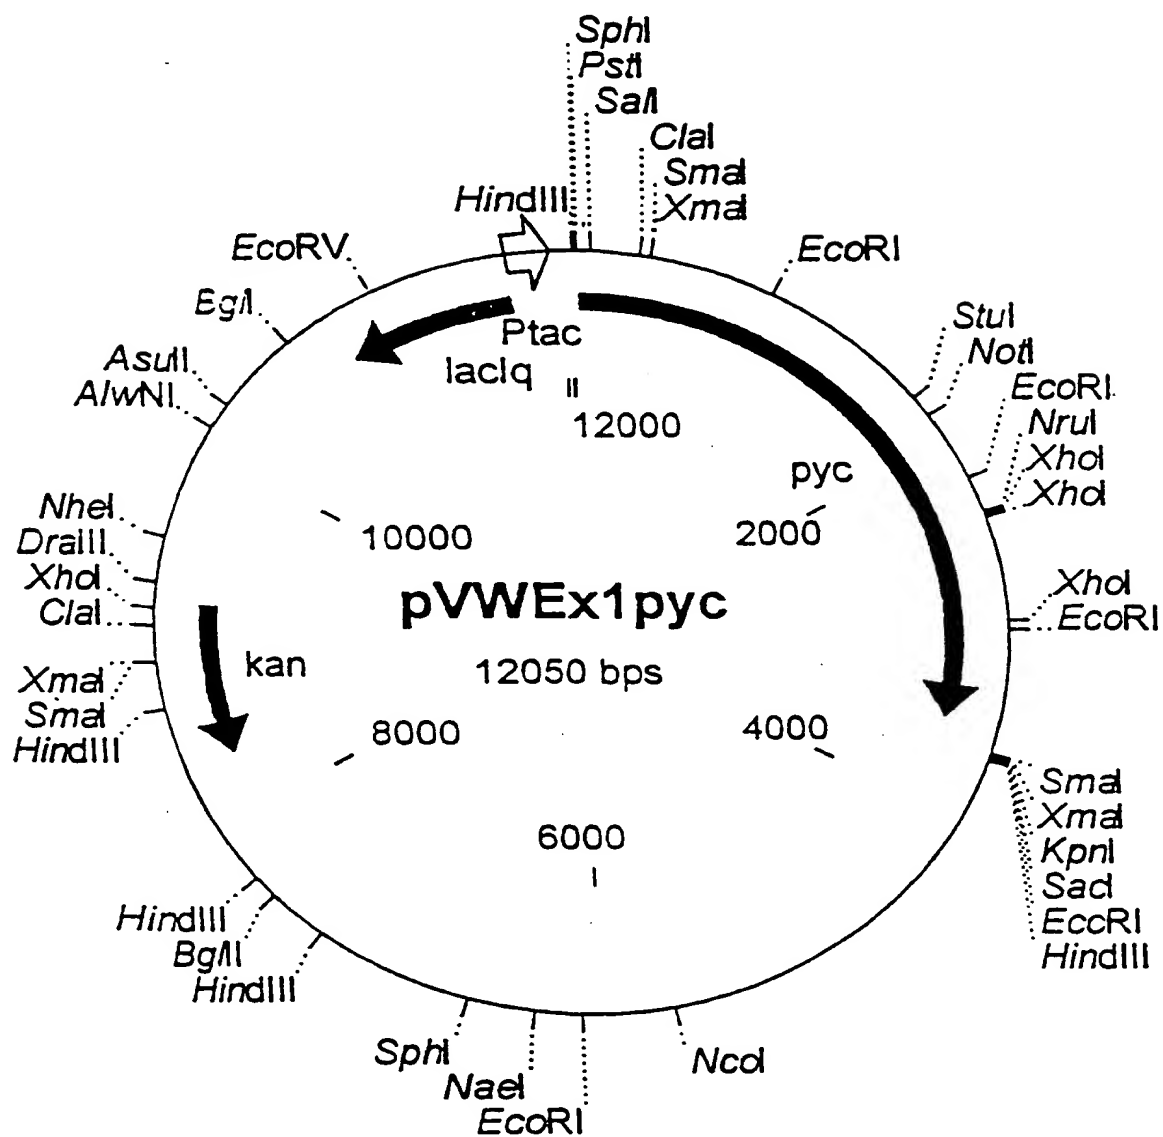 SphI
PstI
SalI
ClaI
SmaI
XmaI
HindIII
EcoRV
EcoRI
BglI
StuI
NotI
AsuII
AlwNI
EcoRI
NruI
XhoI
XhoI
Ptac
lacIq
12000
pyc
NheI
DraIII
XhoI
ClaI
10000
2000
pVWEx1pyc
12050 bps
XhoI
EcoRI
kan
XmaI
SmaI
HindIII
8000
4000
6000
SmaI
XmaI
KpnI
SacI
EccRI
HindIII
HindIII
BglII
HindIII
SphI
NaeI
EcoRI
NcoI